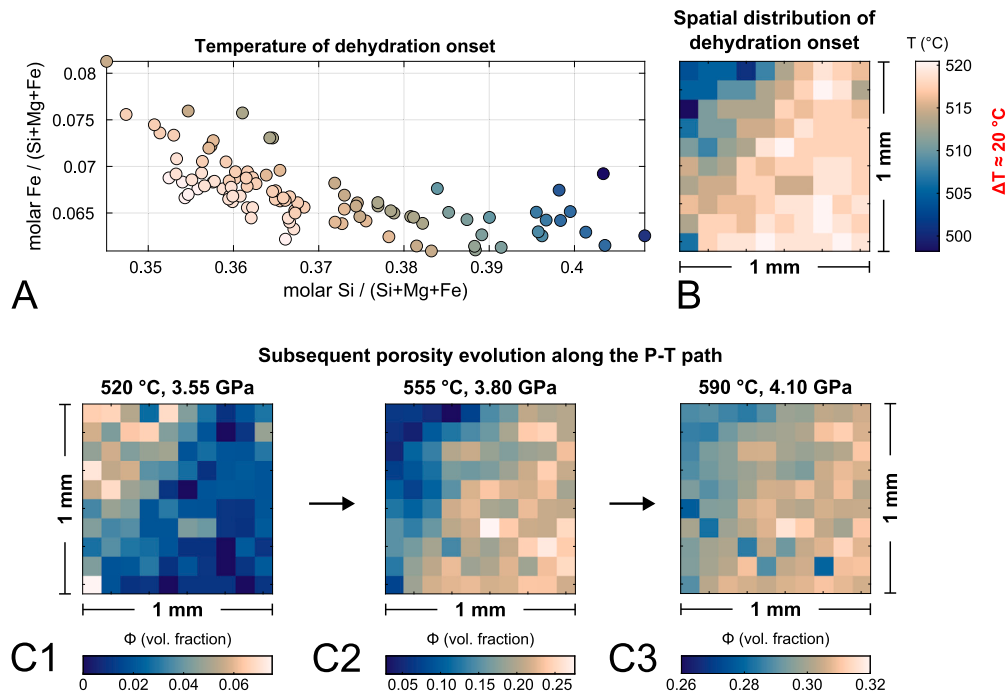 Temperature of dehydration onset
0.08
0.075
0.07
0.065
molar Fe / (Si+Mg+Fe)
0.35 0.36 0.37 0.38 0.39 0.4
molar Si / (Si+Mg+Fe)
A
Spatial distribution of
dehydration onset
1 mm
1 mm
B
T (°C)
520
515
510
505
500
ΔT ≈ 20 °C
Subsequent porosity evolution along the P-T path
520 °C, 3.55 GPa
1 mm
1 mm
C1
Φ (vol. fraction)
0 0.02 0.04 0.06
555 °C, 3.80 GPa
1 mm
C2
Φ (vol. fraction)
0.05 0.10 0.15 0.20 0.25
590 °C, 4.10 GPa
1 mm
1 mm
C3
Φ (vol. fraction)
0.26 0.28 0.30 0.32